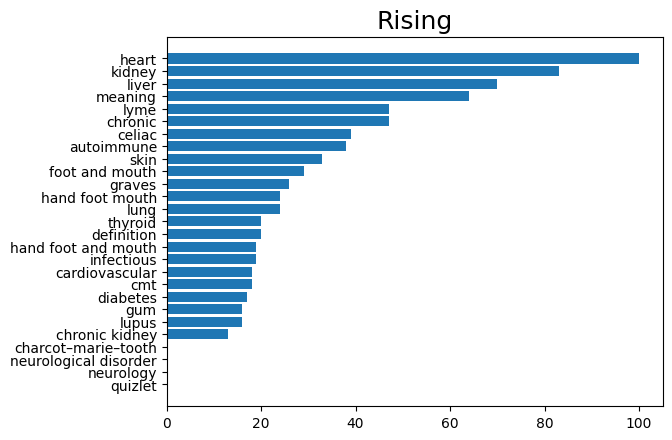 Rising
heart
kidney
liver
meaning
lyme
chronic
celiac
autoimmune
skin
foot and mouth
graves
hand foot mouth
lung
thyroid
definition
hand foot and mouth
infectious
cardiovascular
cmt
diabetes
gum
lupus
chronic kidney
charcot–marie–tooth
neurological disorder
neurology
quizlet
0 20 40 60 80 100